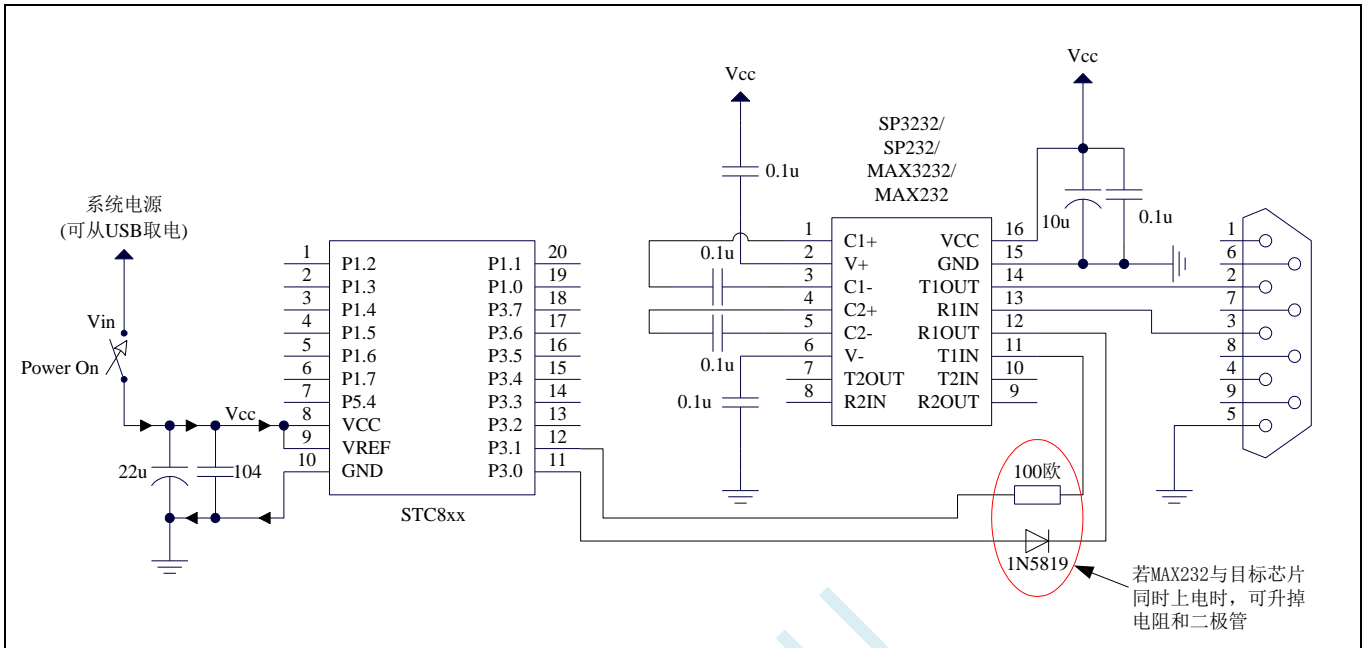 Vcc
Vcc
SP3232/
SP232/
MAX3232/
MAX232
0.1u
10u
0.1u
系统电源
(可从USB取电)
Vin
Power On
Vcc
22u
104
1
2
3
4
5
6
7
8
9
10
P1.2
P1.3
P1.4
P1.5
P1.6
P1.7
P5.4
VCC
VREF
GND
P1.1
P1.0
P3.7
P3.6
P3.5
P3.4
P3.3
P3.2
P3.1
P3.0
20
19
18
17
16
15
14
13
12
11
STC8xx
0.1u
0.1u
0.1u
1
2
3
4
5
6
7
8
C1+
V+
C1-
C2+
C2-
V-
T2OUT
R2IN
VCC
GND
T1OUT
R1IN
R1OUT
T1IN
T2IN
R2OUT
16
15
14
13
12
11
10
9
1
6
2
7
3
8
4
9
5
100欧
1N5819
若MAX232与目标芯片
同时上电时，可升掉
电阻和二极管